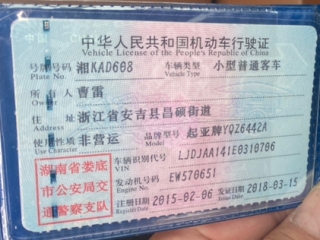 中华人民共和国机动车行驶证
Vehicle License of the People's Republic of China
号牌号码 湘KAD608 车辆类型 小型普通客车
Plate No. Vehicle Type
所有人 曹雷
Owner
住址 浙江省安吉县昌硕街道
Address
使用性质 非营运 品牌型号 起亚牌YQZ6442A
Use Character Model
湖南省娄底市公安局交通警察支队
车辆识别代号 LJDJAA141E0310706
VIN
发动机号码 EW570651
Engine No.
注册日期 2015-02-06 发证日期 2018-03-15
Register Date Issue Date